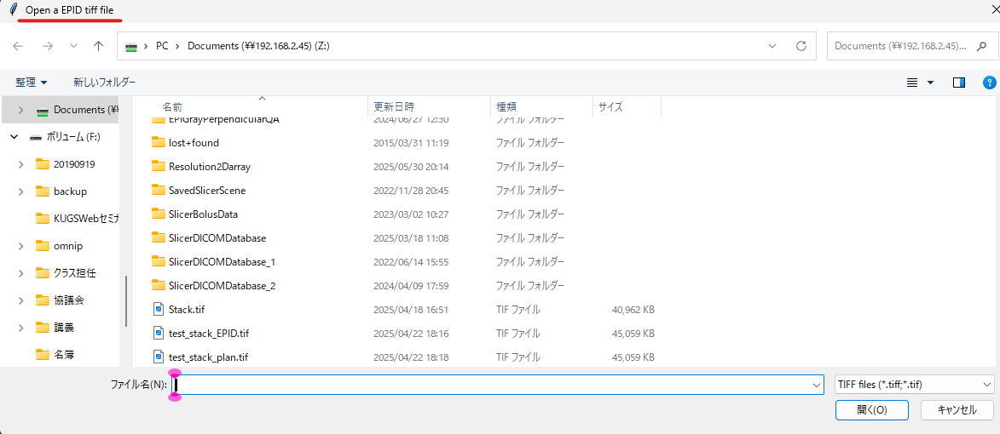 Open a EPID tiff file
PC > Documents (¥¥192.168.2.45) (Z:)
Documents (¥¥192.168.2.45)...
整理 新しいフォルダー
名前 更新日時 種類 サイズ
Documents (¥¥
ボリューム (F:)
20190919
backup
KUGSWebセミナ
omnip
クラス担任
協議会
講義
名簿
EPIGrayPerpendicularQA 2024/06/27 12:30 ファイル フォルダー
lost+found 2015/03/31 11:19 ファイル フォルダー
Resolution2Darray 2025/05/30 20:14 ファイル フォルダー
SavedSlicerScene 2022/11/28 20:45 ファイル フォルダー
SlicerBolusData 2023/03/02 10:27 ファイル フォルダー
SlicerDICOMDatabase 2025/03/18 11:08 ファイル フォルダー
SlicerDICOMDatabase_1 2022/06/14 15:55 ファイル フォルダー
SlicerDICOMDatabase_2 2024/04/09 17:59 ファイル フォルダー
Stack.tif 2025/04/18 16:51 TIF ファイル 40,962 KB
test_stack_EPID.tif 2025/04/22 18:16 TIF ファイル 45,059 KB
test_stack_plan.tif 2025/04/22 18:18 TIF ファイル 45,059 KB
ファイル名(N): TIFF files (*.tiff;*.tif)
開く(O) キャンセル